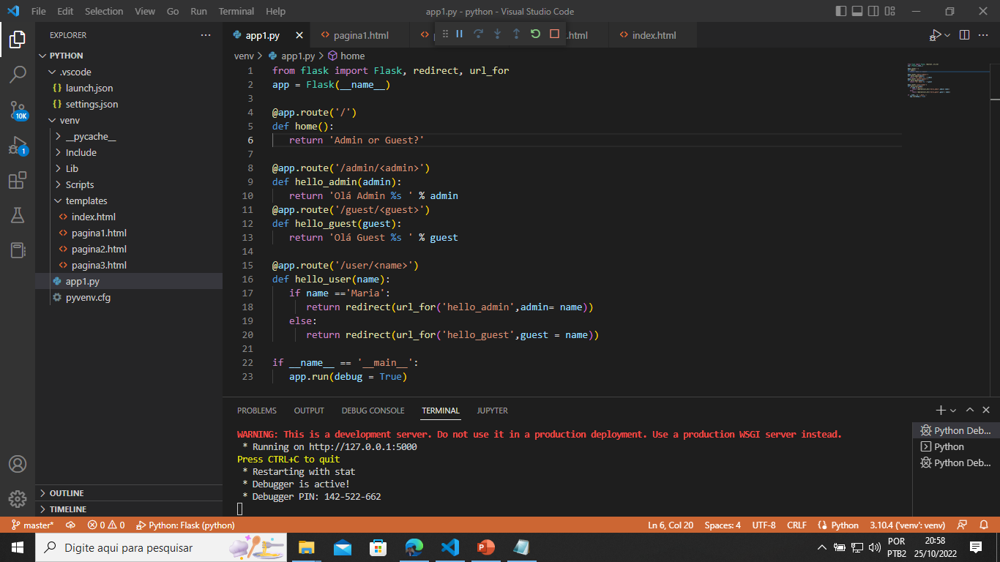 File Edit Selection View Go Run Terminal Help app1.py - python - Visual Studio Code
EXPLORER
PYTHON
.vscode
launch.json
settings.json
venv
__pycache__
Include
Lib
Scripts
templates
index.html
pagina1.html
pagina2.html
pagina3.html
app1.py
pyvenv.cfg
OUTLINE
TIMELINE
10K
1
app1.py pagina1.html .html index.html
venv > app1.py > home
1 from flask import Flask, redirect, url_for
2 app = Flask(__name__)
3
4 @app.route('/')
5 def home():
6 return 'Admin or Guest?'
7
8 @app.route('/admin/<admin>')
9 def hello_admin(admin):
10 return 'Olá Admin %s ' % admin
11 @app.route('/guest/<guest>')
12 def hello_guest(guest):
13 return 'Olá Guest %s ' % guest
14
15 @app.route('/user/<name>')
16 def hello_user(name):
17 if name =='Maria':
18 return redirect(url_for('hello_admin',admin= name))
19 else:
20 return redirect(url_for('hello_guest',guest = name))
21
22 if __name__ == '__main__':
23 app.run(debug = True)
PROBLEMS OUTPUT DEBUG CONSOLE TERMINAL JUPYTER
WARNING: This is a development server. Do not use it in a production deployment. Use a production WSGI server instead.
* Running on http://127.0.0.1:5000
Press CTRL+C to quit
* Restarting with stat
* Debugger is active!
* Debugger PIN: 142-522-662
Python Deb...
Python
Python Deb...
master* 0 0 Python: Flask (python) Ln 6, Col 20 Spaces: 4 UTF-8 CRLF Python 3.10.4 ('venv': venv)
Digite aqui para pesquisar
POR
PTB2
20:58
25/10/2022